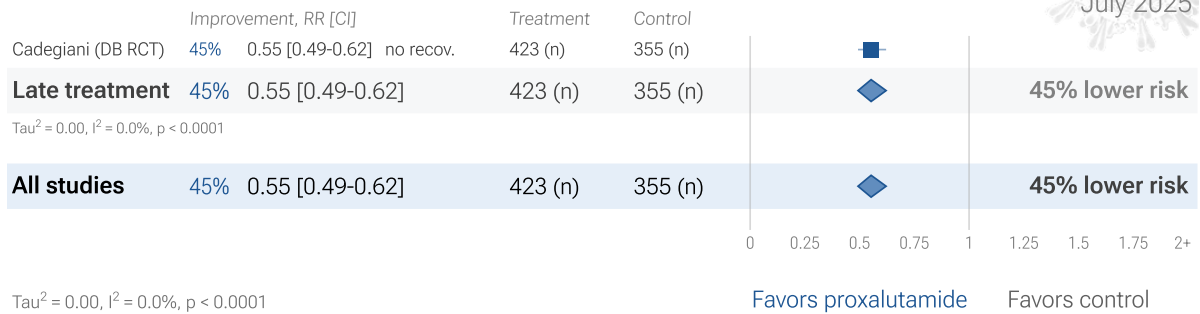 July 2025
Improvement, RR [CI] Treatment Control
Cadegiani (DB RCT) 45% 0.55 [0.49-0.62] no recov. 423 (n) 355 (n)
Late treatment 45% 0.55 [0.49-0.62] 423 (n) 355 (n) 45% lower risk
Tau² = 0.00, I² = 0.0%, p < 0.0001
All studies 45% 0.55 [0.49-0.62] 423 (n) 355 (n) 45% lower risk
0 0.25 0.5 0.75 1 1.25 1.5 1.75 2+
Tau² = 0.00, I² = 0.0%, p < 0.0001 Favors proxalutamide Favors control